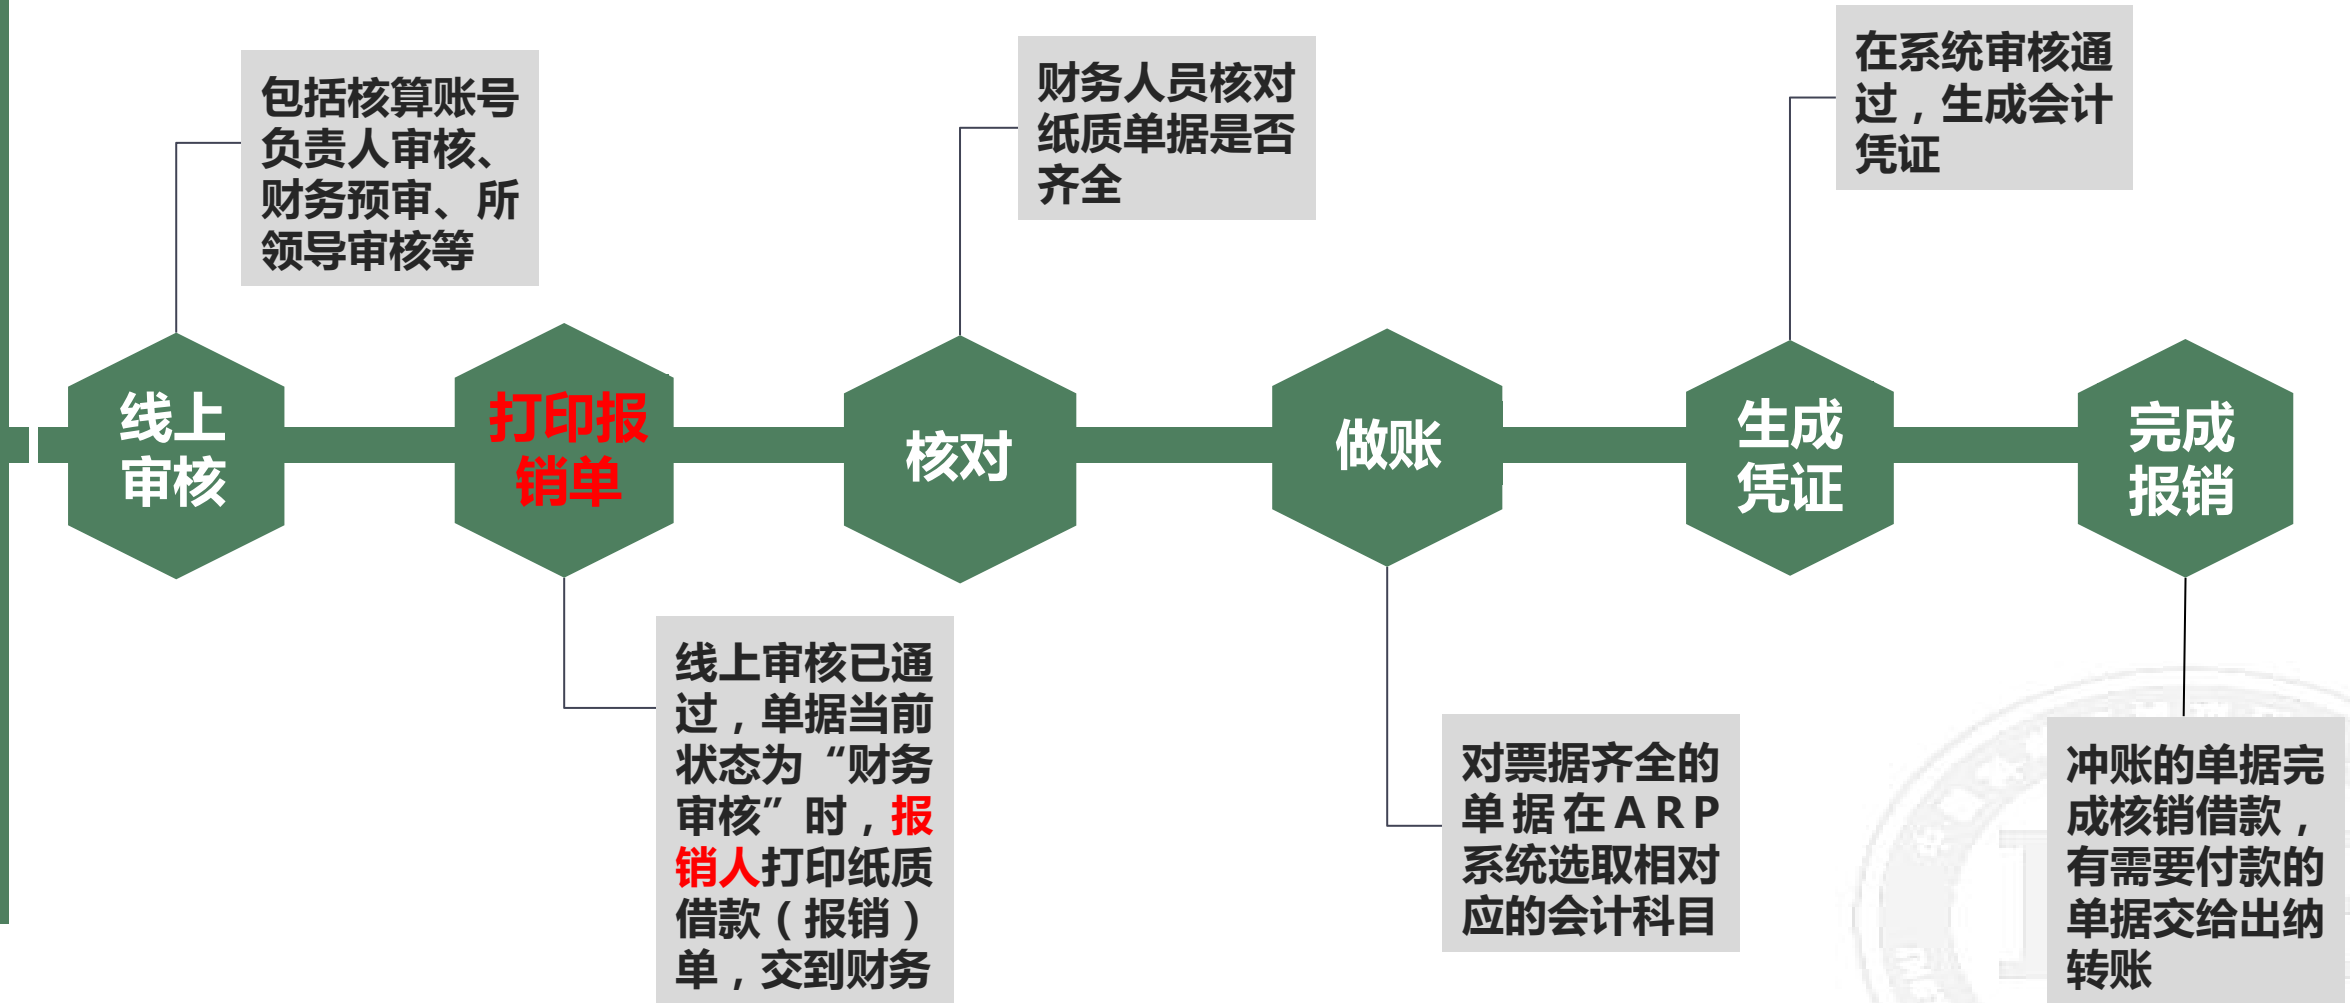 包括核算账号
负责人审核、
财务预审、所
领导审核等
财务人员核对
纸质单据是否
齐全
在系统审核通
过，生成会计
凭证
线上
审核
打印报
销单
核对
做账
生成
凭证
完成
报销
线上审核已通
过，单据当前
状态为“财务
审核”时，报
销人打印纸质
借款（报销）
单，交到财务
对票据齐全的
单据在ARP
系统选取相对
应的会计科目
冲账的单据完
成核销借款，
有需要付款的
单据交给出纳
转账